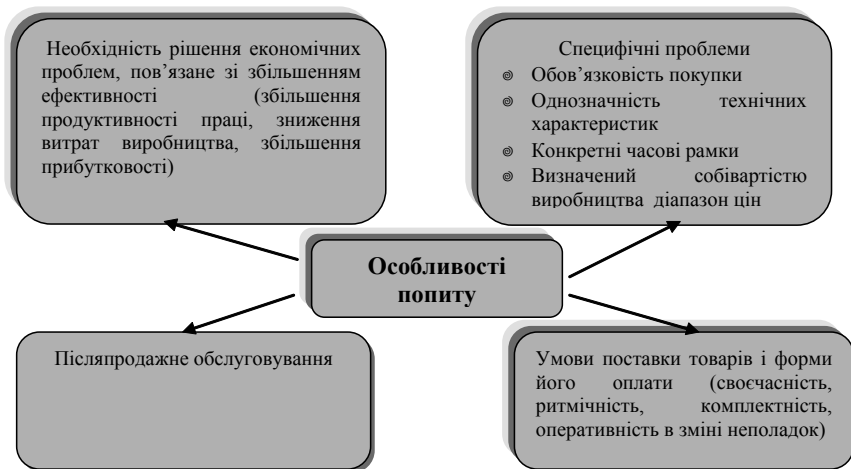 Необхідність рішення економічних
проблем, пов’язане зі збільшенням
ефективності (збільшення
продуктивності праці, зниження
витрат виробництва, збільшення
прибутковості)
Специфічні проблеми
Обов’язковість покупки
Однозначність технічних
характеристик
Конкретні часові рамки
Визначений собівартістю
виробництва діапазон цін
Особливості
попиту
Післяпродажне обслуговування
Умови поставки товарів і форми
його оплати (своєчасність,
ритмічність, комплектність,
оперативність в зміні неполадок)